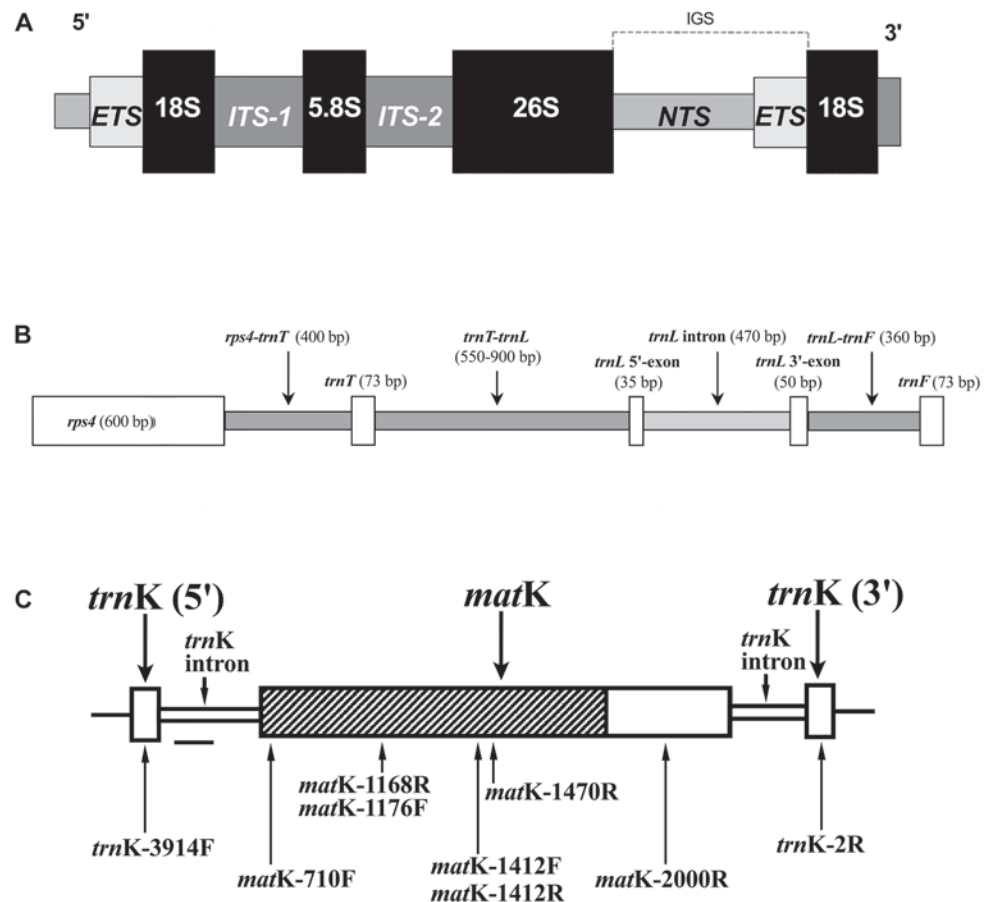 A
5'
IGS
3'
ETS
18S
ITS-1
5.8S
ITS-2
26S
NTS
ETS
18S
B
rps4-trnT (400 bp)
trnT-trnL
(550-900 bp)
trnL intron (470 bp)
trnL-trnF (360 bp)
trnT (73 bp)
trnL 5'-exon
(35 bp)
trnL 3'-exon
(50 bp)
trnF (73 bp)
rps4 (600 bp)
C
trnK (5')
matK
trnK (3')
trnK
intron
trnK
intron
matK-1168R
matK-1176F
matK-1470R
trnK-3914F
trnK-2R
matK-710F
matK-1412F
matK-1412R
matK-2000R